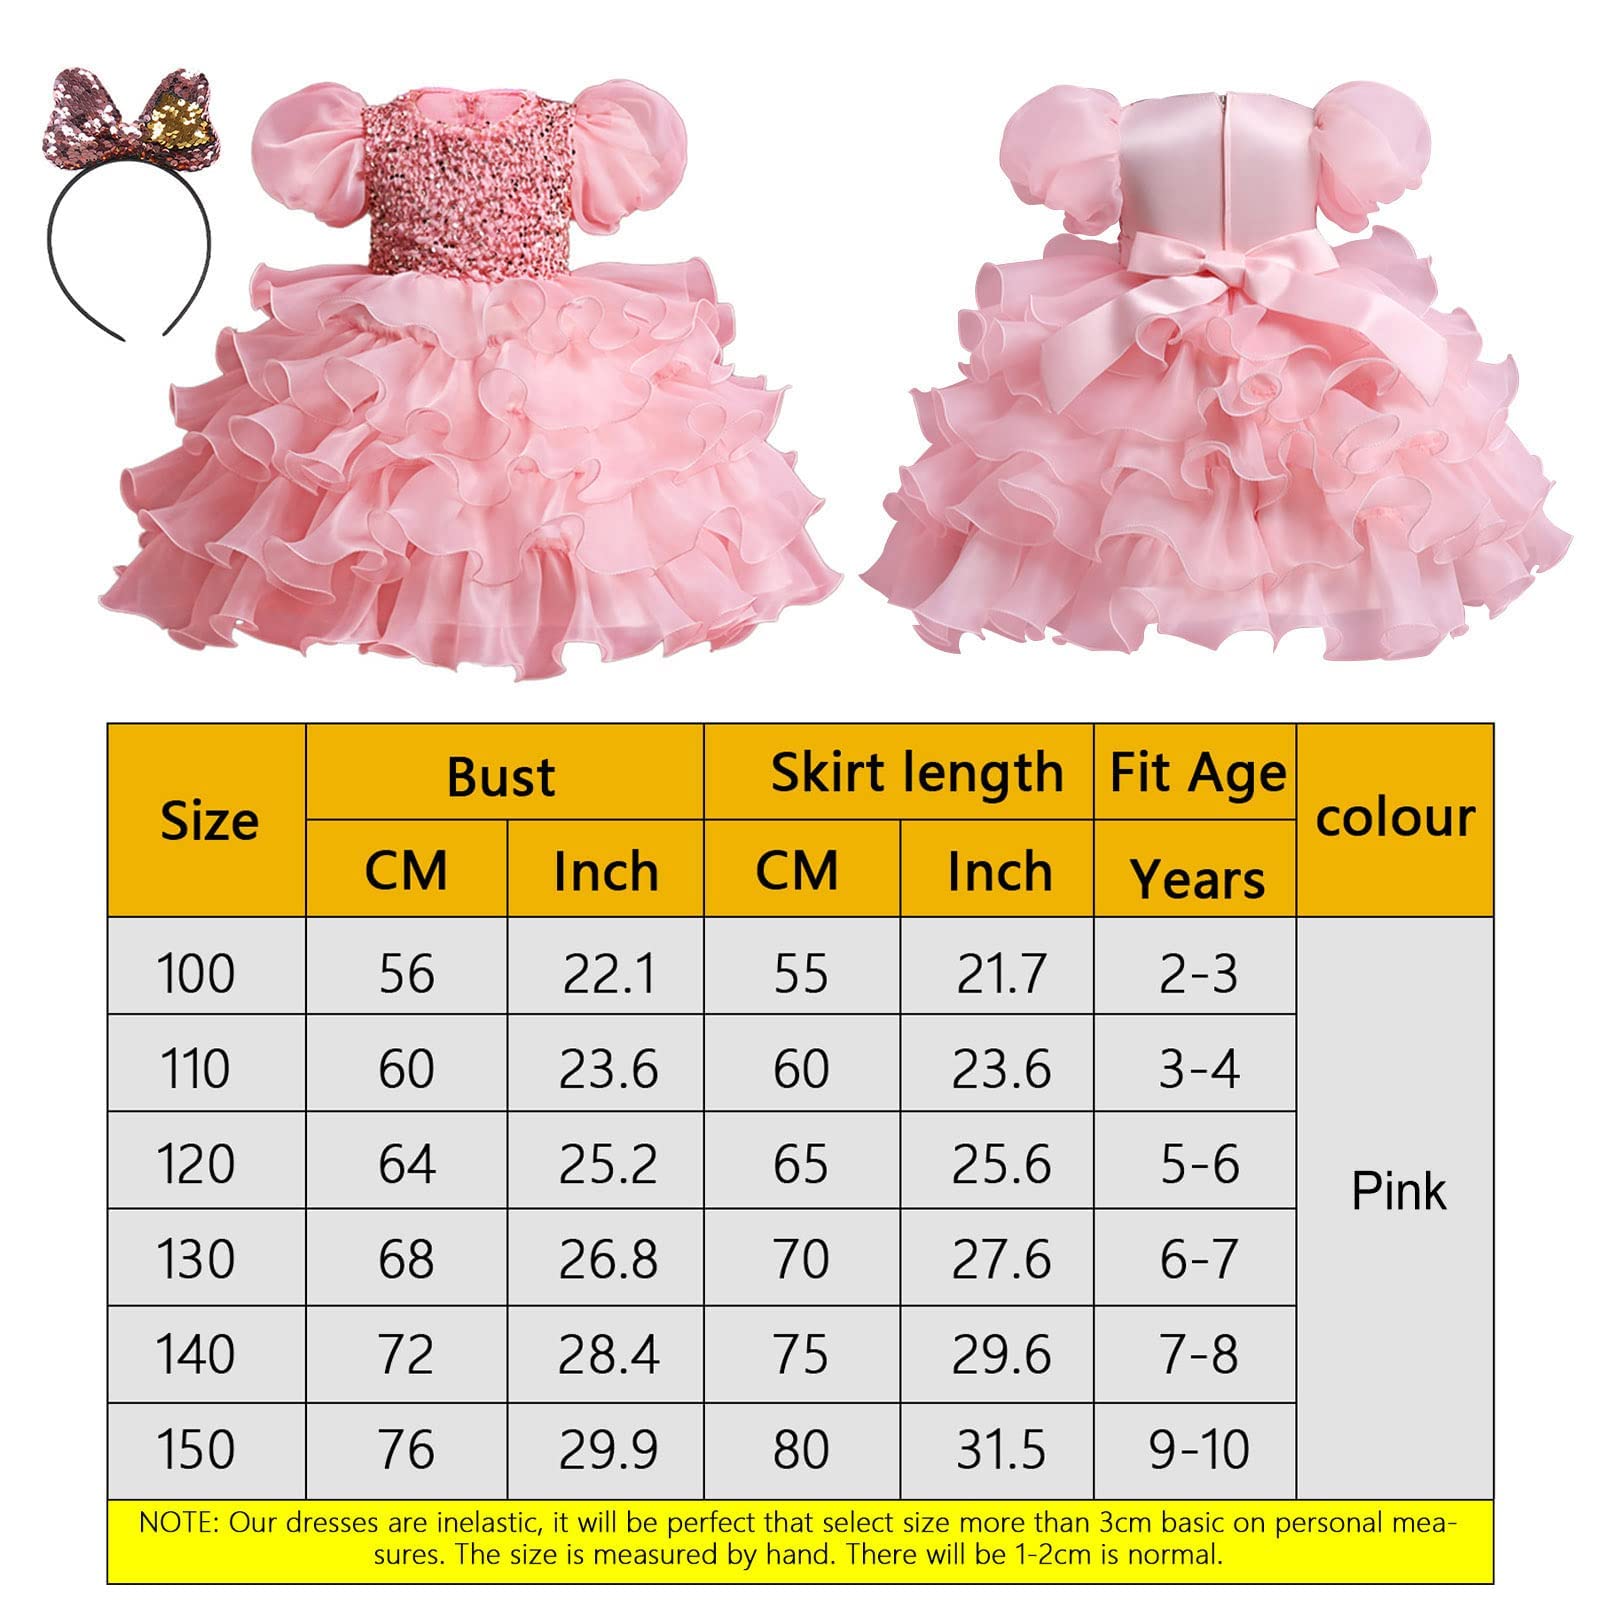 Size Bust Skirt length Fit Age colour
CM Inch CM Inch Years
100 56 22.1 55 21.7 2-3
110 60 23.6 60 23.6 3-4
120 64 25.2 65 25.6 5-6
130 68 26.8 70 27.6 6-7
140 72 28.4 75 29.6 7-8
150 76 29.9 80 31.5 9-10
Pink
NOTE: Our dresses are inelastic, it will be perfect that select size more than 3cm basic on personal mea-
sures. The size is measured by hand. There will be 1-2cm is normal.